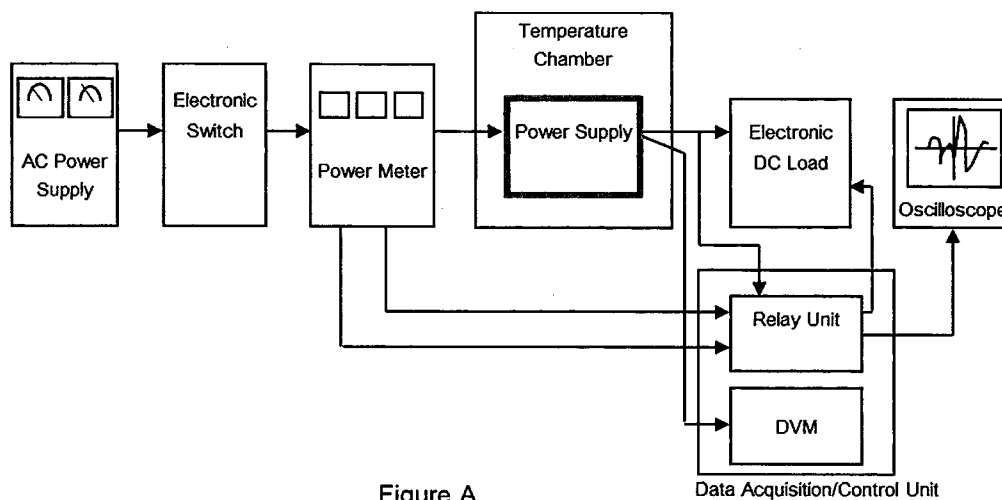 Temperature
Chamber
AC Power
Supply
Electronic
Switch
Power Meter
Power Supply
Electronic
DC Load
Oscilloscope
Relay Unit
DVM
Data Acquisition/Control Unit
Figure A